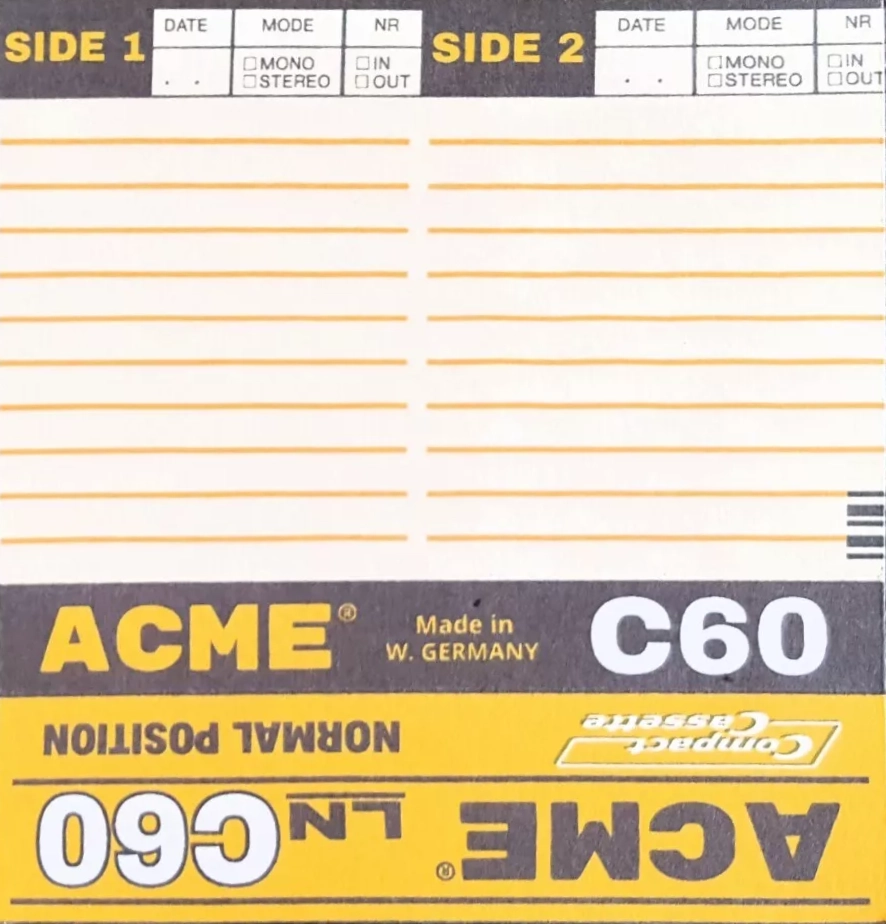 SIDE 1 DATE MODE NR SIDE 2 DATE MODE NR
☐MONO ☐IN ☐MONO ☐IN
. . ☐STEREO ☐OUT . . ☐STEREO ☐OUT
ACME® Made in C60
W. GERMANY
ACME® LN C60
Compact NORMAL POSITION
Cassette